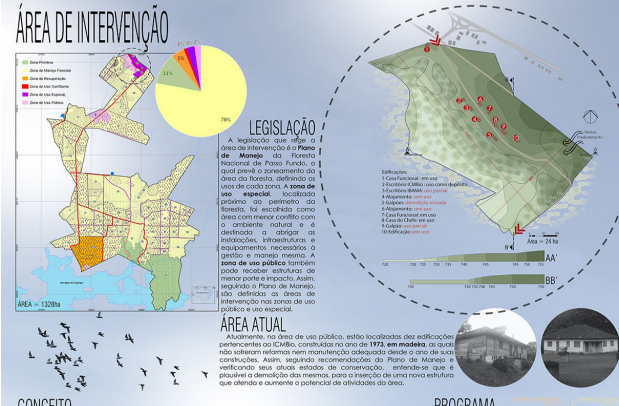 ÁREA DE INTERVENÇÃO
Zona Primitiva
Zona de Manejo Florestal
Zona de Recuperação
Zona de Uso Conflitante
Zona de Uso Especial
Zona de Uso Público
11%
5%
78%
ÁREA = 1328ha
LEGISLAÇÃO
A legislação que rege a
área de intervenção é o Plano
de Manejo da Floresta
Nacional de Passo Fundo, o
qual prevê o zoneamento da
área da floresta, definindo os
usos de cada zona. A zona de
uso especial, localizada
próximo ao perímetro da
floresta, foi escolhida como
área com menor conflito com
o ambiente natural e é
destinada a abrigar as
instalações, infraestruturas e
equipamentos necessários à
gestão e manejo mesma. A
zona de uso público também
pode receber estruturas de
menor porte e impacto. Assim,
seguindo o Plano de Manejo,
são definidas as áreas de
intervenção nas zonas de uso
público e uso especial.
Edificações:
1-Casa Funcional: em uso
2-Escritório ICMBio: uso como depósito
3-Escritório IBAMA: uso parcial
4-Alojamento: sem uso
5-Galpões: demolição iniciada
6-Alojamento: sem uso
7-Casa Funcional: em uso
8-Casa do Chefe: em uso
9-Galpão: uso parcial
10-Edificação: sem uso
Área = 24 ha
AA'
BB'
ÁREA ATUAL
Atualmente, na área de uso público, estão localizadas dez edificações
pertencentes ao ICMBio, construídas no ano de 1973, em madeira, as quais
não sofreram reformas nem manutenção adequada desde o ano de suas
construções. Assim, seguindo as recomendações do Plano de Manejo e
verificando seus atuais estados de conservação, entende-se que é
plausível a demolição das mesmas, para a inserção de uma nova estrutura
que atenda e aumente o potencial de atividades da área.
CONCEITO
PROGRAMA